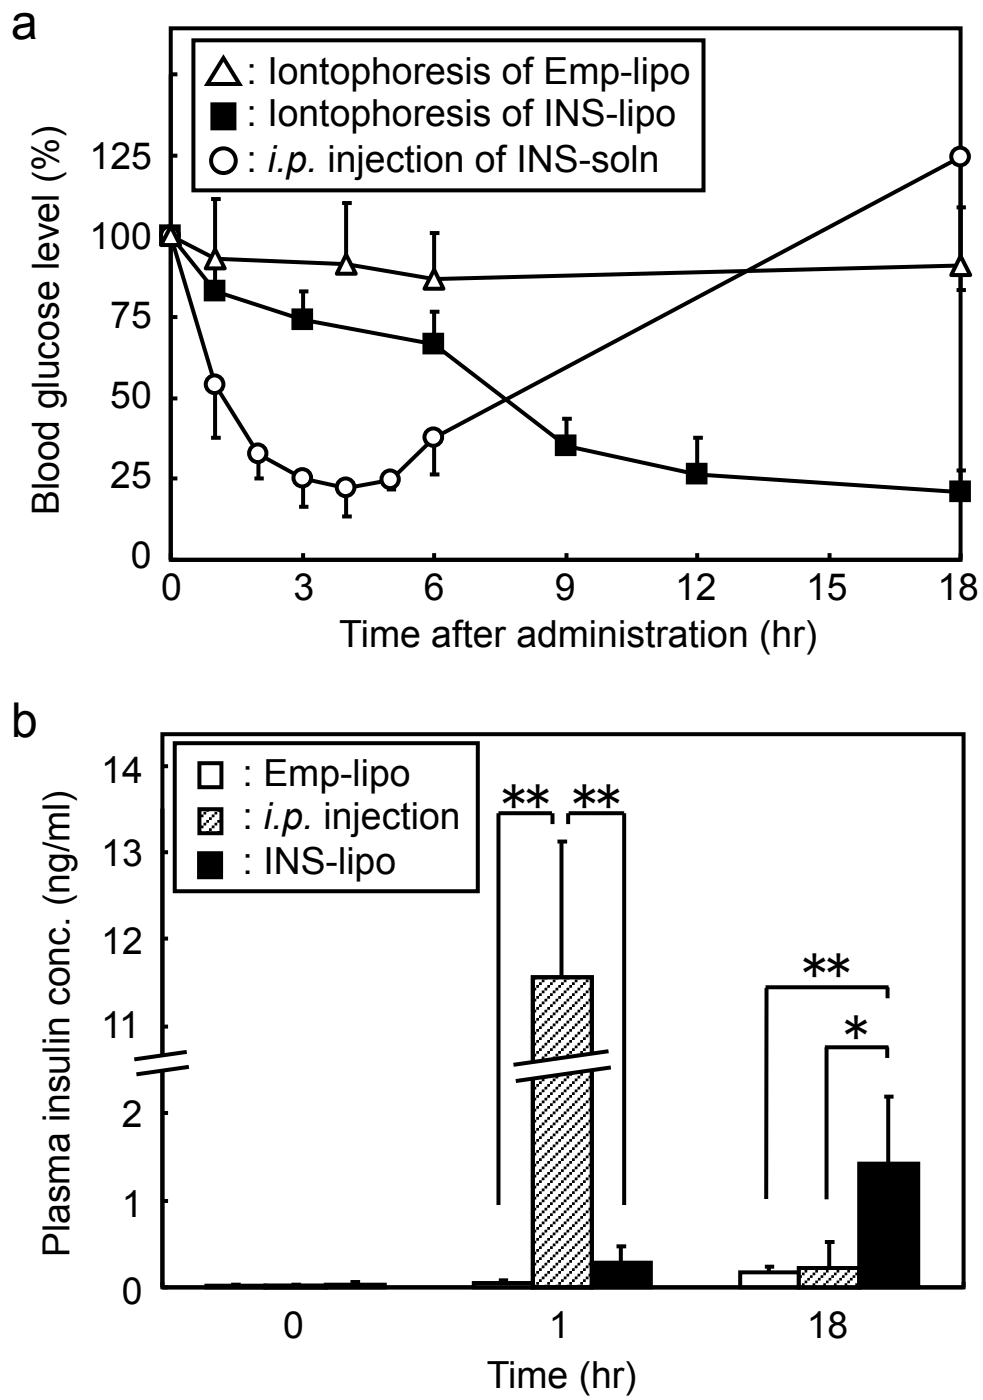 a
△ : Iontophoresis of Emp-lipo
■ : Iontophoresis of INS-lipo
○ : i.p. injection of INS-soln
Blood glucose level (%)
125
100
75
50
25
0
0 3 6 9 12 15 18
Time after administration (hr)
b
□ : Emp-lipo
: i.p. injection
■ : INS-lipo
** **
**
*
Plasma insulin conc. (ng/ml)
14
13
12
11
2
1
0
0 1 18
Time (hr)